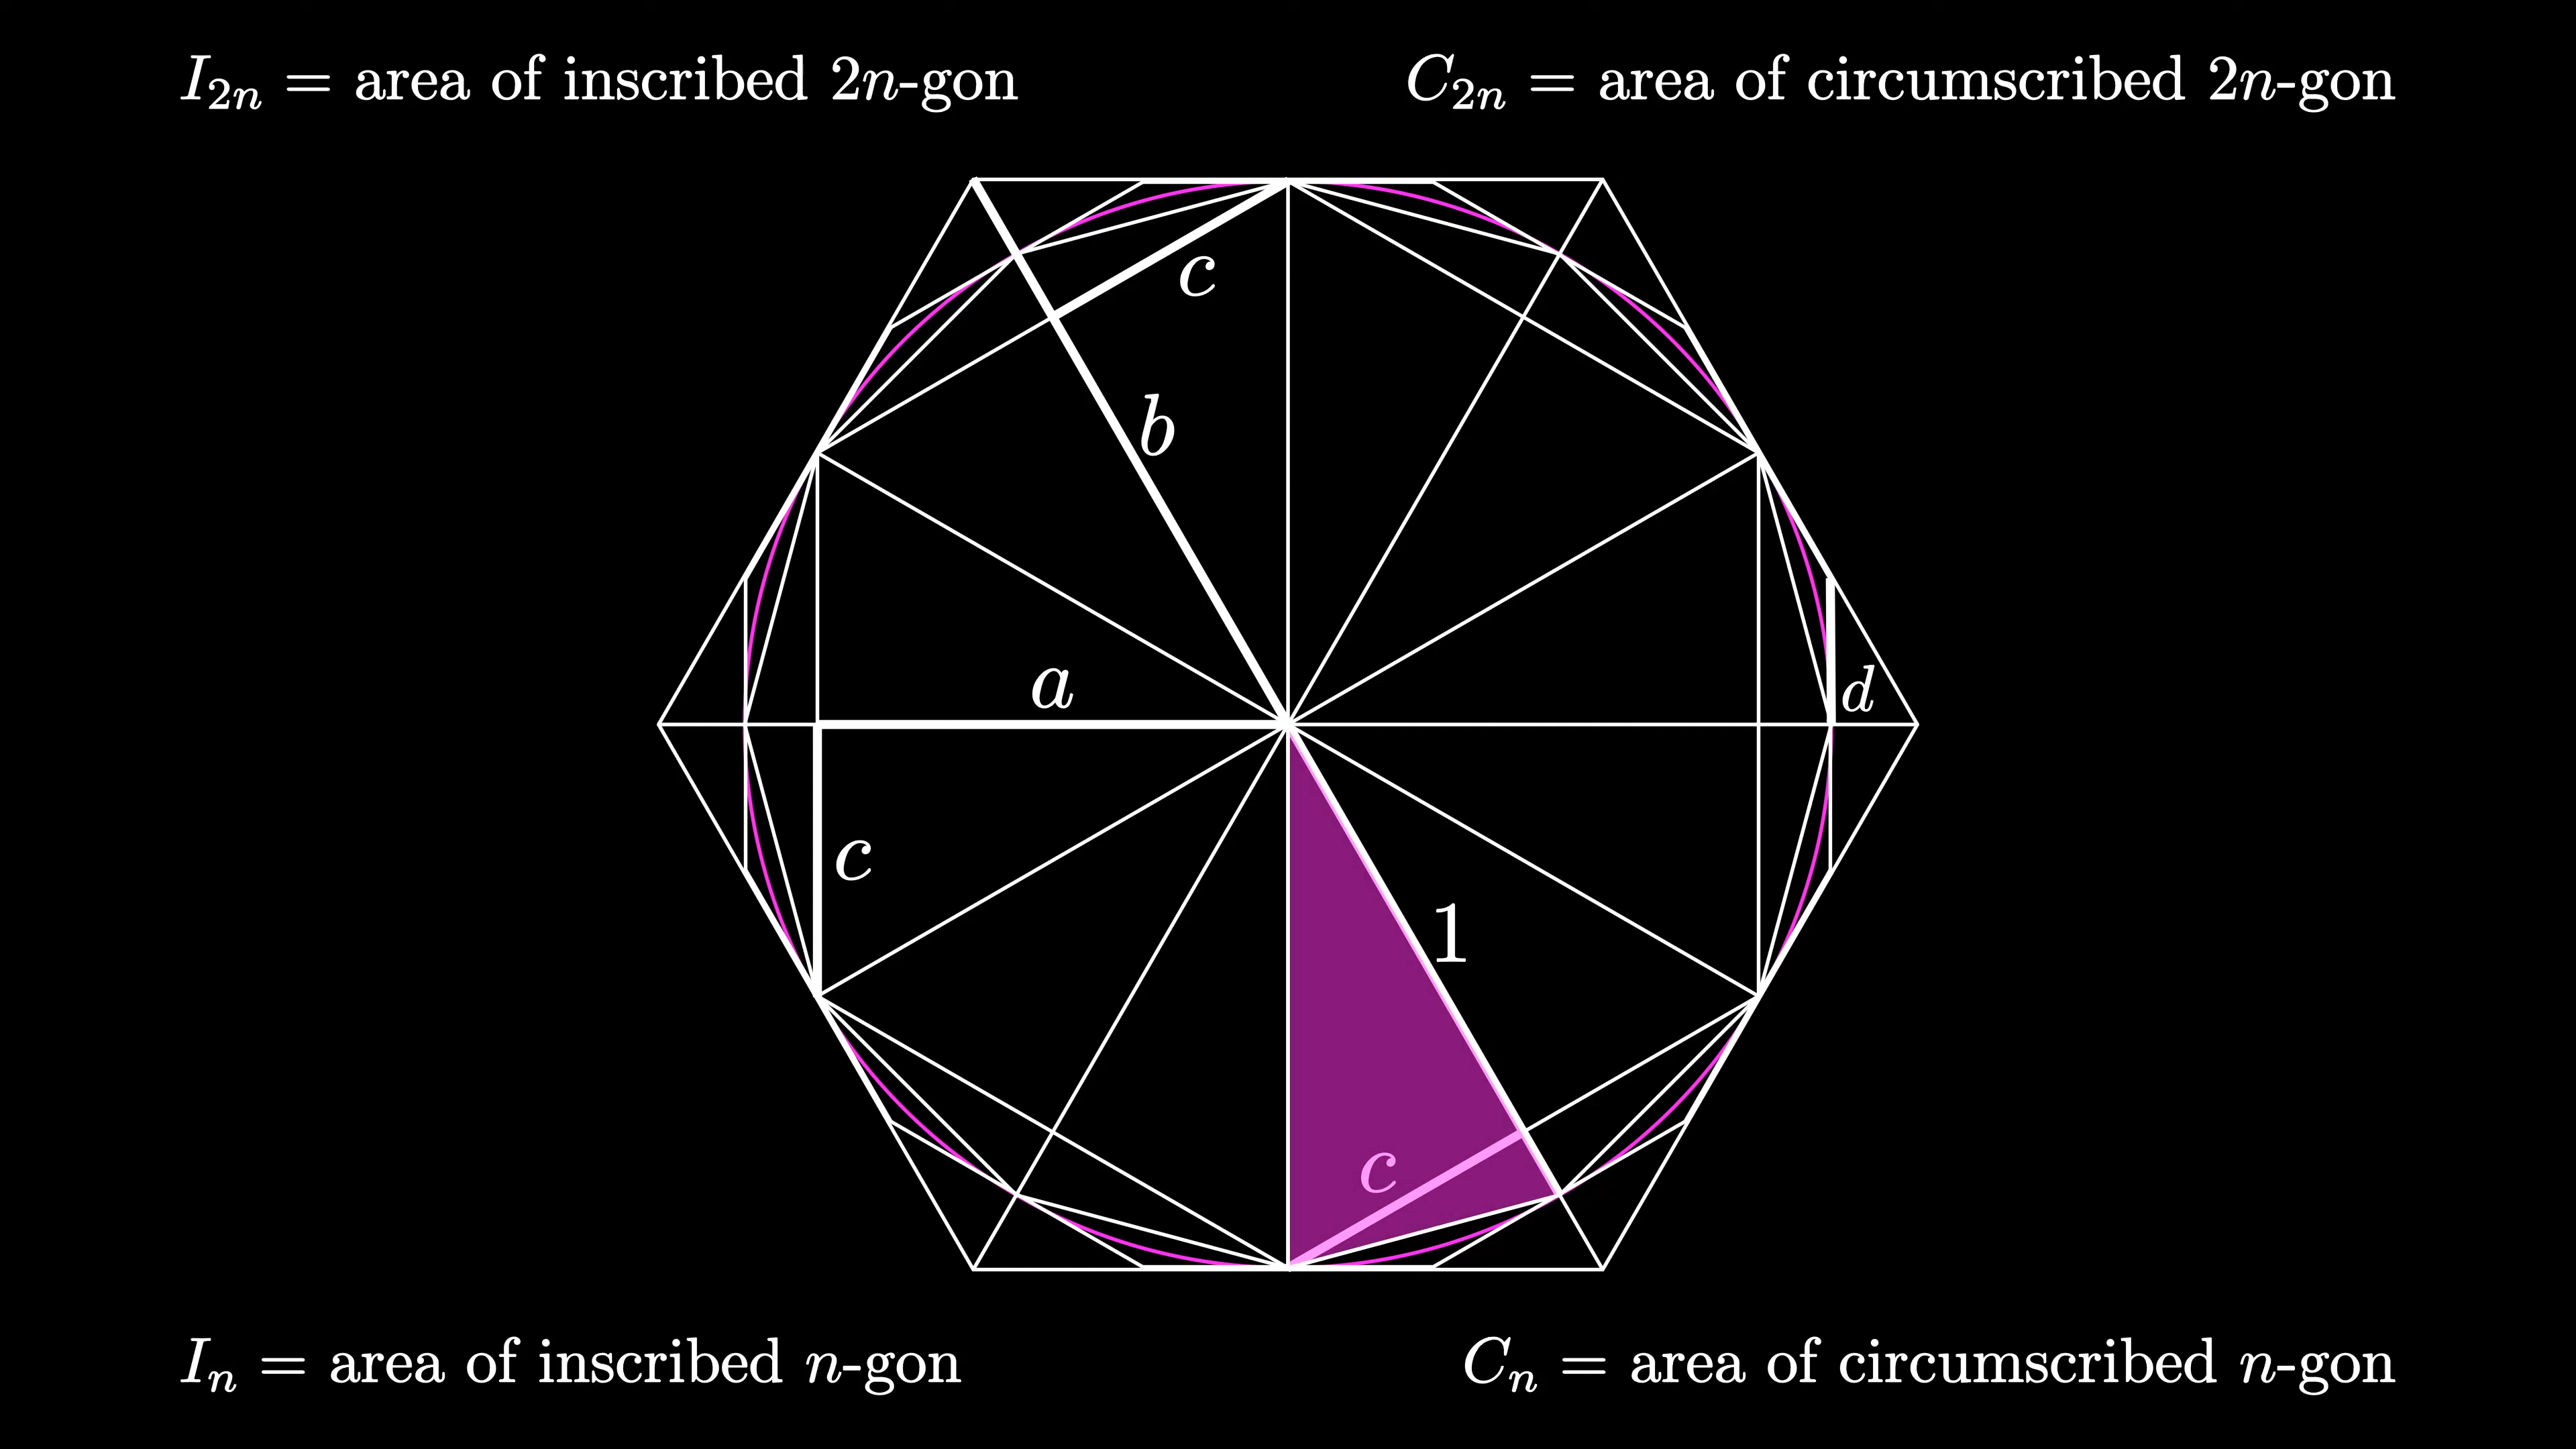 I_{2n} = area of inscribed 2n-gon
C_{2n} = area of circumscribed 2n-gon
c
b
a
d
c
1
c
I_n = area of inscribed n-gon
C_n = area of circumscribed n-gon